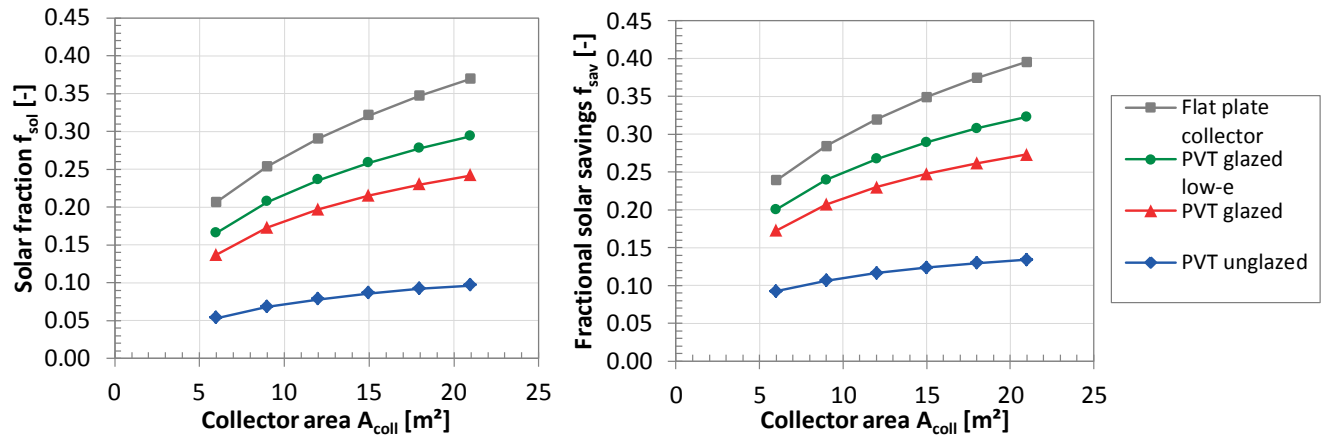 Solar fraction f_sol [-]
0.45
0.40
0.35
0.30
0.25
0.20
0.15
0.10
0.05
0.00
0 5 10 15 20 25
Collector area A_coll [m²]
Fractional solar savings f_sav [-]
0.45
0.40
0.35
0.30
0.25
0.20
0.15
0.10
0.05
0.00
0 5 10 15 20 25
Collector area A_coll [m²]
Flat plate
collector
PVT glazed
low-e
PVT glazed
PVT unglazed